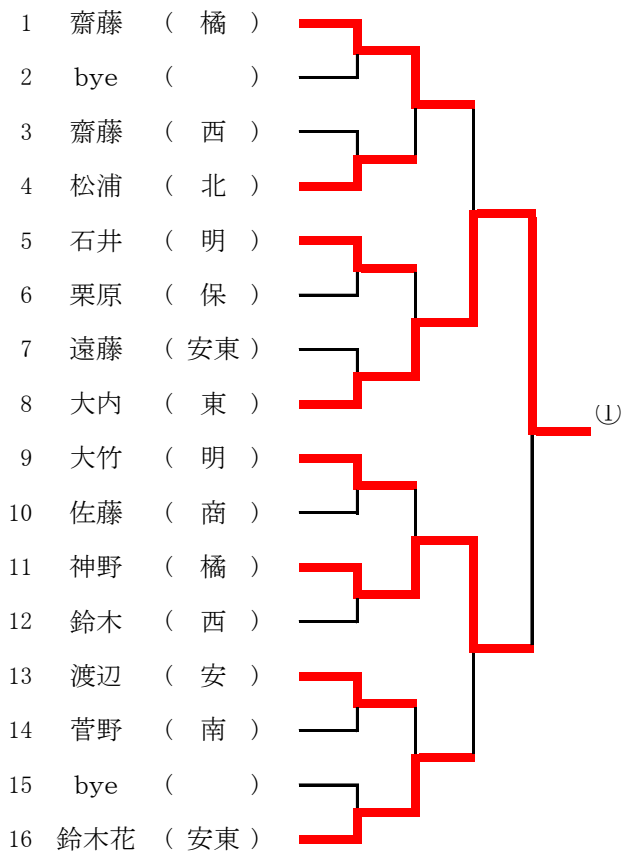 1 齋藤 ( 橘 )
2 bye ( )
3 齋藤 ( 西 )
4 松浦 ( 北 )
5 石井 ( 明 )
6 栗原 ( 保 )
7 遠藤 ( 安東 )
8 大内 ( 東 )
①
9 大竹 ( 明 )
10 佐藤 ( 商 )
11 神野 ( 橘 )
12 鈴木 ( 西 )
13 渡辺 ( 安 )
14 菅野 ( 南 )
15 bye ( )
16 鈴木花 ( 安東 )